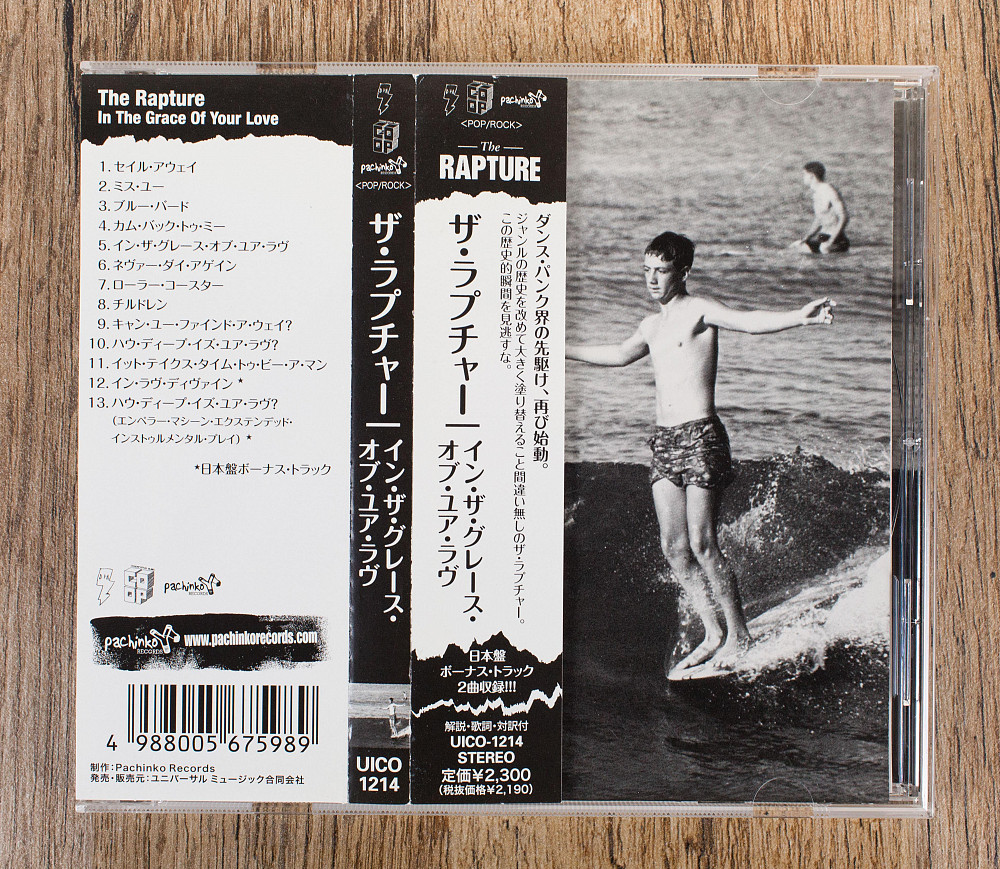 The Rapture
In The Grace Of Your Love
1. セイル・アウェイ
2. ミス・ユー
3. ブルー・バード
4. カム・バック・トゥ・ミー
5. イン・ザ・グレース・オブ・ユア・ラヴ
6. ネヴァー・ダイ・アゲイン
7. ローラー・コースター
8. チルドレン
9. キャン・ユー・ファインド・ア・ウェイ?
10. ハウ・ディープ・イズ・ユア・ラヴ?
11. イット・テイクス・タイム・トゥ・ビー・ア・マン
12. イン・ラヴ・ディヴァイン *
13. ハウ・ディープ・イズ・ユア・ラヴ?
(エンペラー・マシーン・エクステンデッド・
インストゥルメンタル・プレイ) *
*日本盤ボーナス・トラック
DFA
COOP
pachinko
RECORDS
pachinko
RECORDS
www.pachinkorecords.com
4 988005 675989
制作:Pachinko Records
発売・販売元:ユニバーサル ミュージック合同会社
DFA
COOP
pachinko
RECORDS
<POP/ROCK>
ザ・ラプチャー
イン・ザ・グレース・
オブ・ユア・ラヴ
UICO
1214
DFA
COOP
pachinko
RECORDS
<POP/ROCK>
The
RAPTURE
ダンス・パンク界の先駆け、再び始動。
ジャンルの歴史を改めて大きく塗り替えること間違い無しのザ・ラプチャー。
この歴史的瞬間を見逃すな。
ザ・ラプチャー
イン・ザ・グレース・
オブ・ユア・ラヴ
日本盤
ボーナス・トラック
2曲収録!!!
解説・歌詞・対訳付
UICO-1214
STEREO
定価¥2,300
(税抜価格¥2,190)